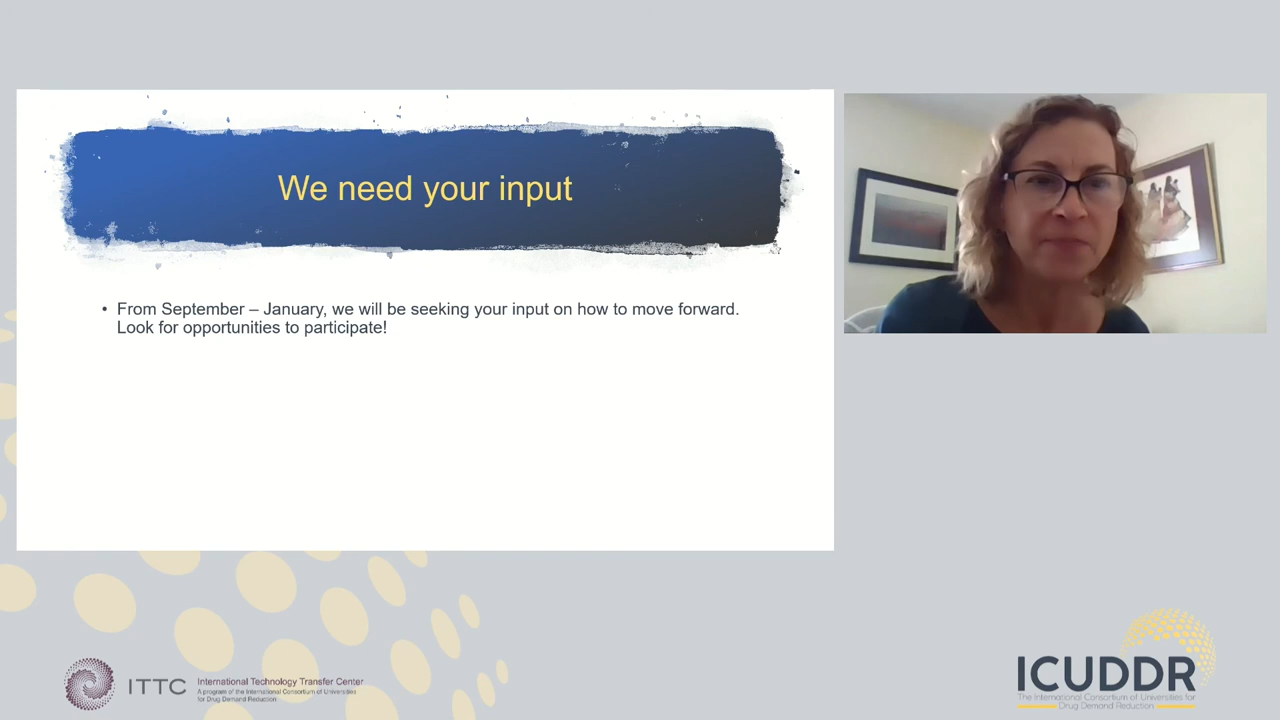 We need your input
• From September – January, we will be seeking your input on how to move forward.
Look for opportunities to participate!
ITTC
International Technology Transfer Center
A program of the International Consortium of Universities
for Drug Demand Reduction
ICUDDR
The International Consortium of Universities for
Drug Demand Reduction